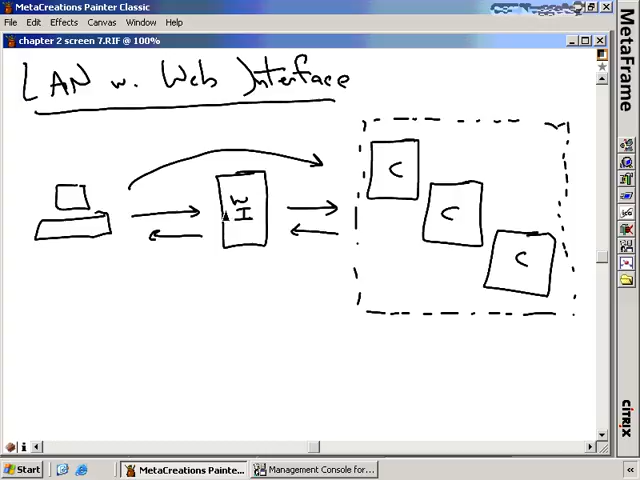 MetaCreations Painter Classic
File Edit Effects Canvas Window Help
chapter 2 screen 7.RIF @ 100%
LAN w. Web Interface
C
WI
C
C
MetaFrame
CITRIX
Start
MetaCreations Painte...
Management Console for...